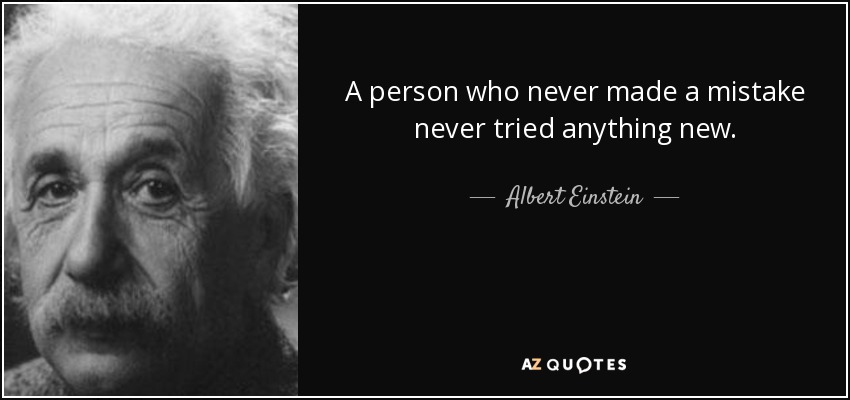 A person who never made a mistake
never tried anything new.
— Albert Einstein —
AZ QUOTES